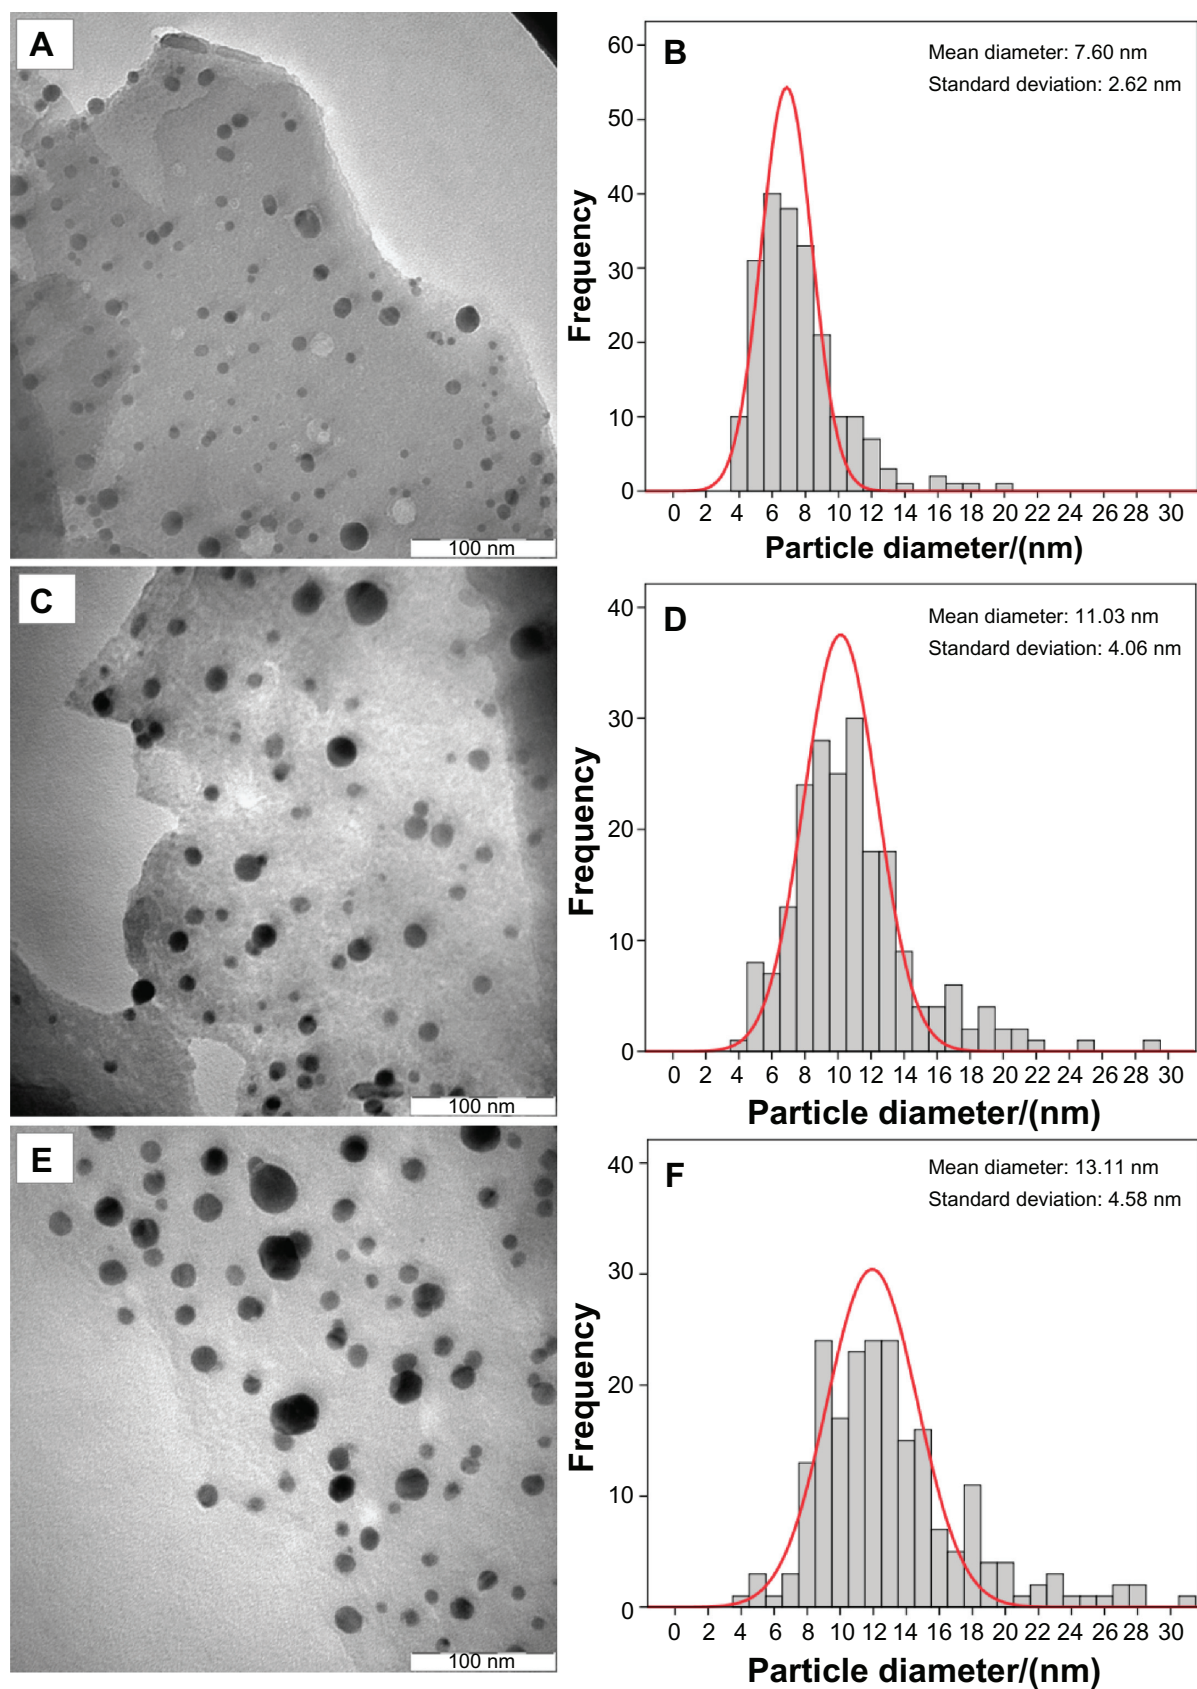 A
100 nm
B
Mean diameter: 7.60 nm
Standard deviation: 2.62 nm
Frequency
60
50
40
30
20
10
0
0 2 4 6 8 10 12 14 16 18 20 22 24 26 28 30
Particle diameter/(nm)
C
100 nm
D
Mean diameter: 11.03 nm
Standard deviation: 4.06 nm
Frequency
40
30
20
10
0
0 2 4 6 8 10 12 14 16 18 20 22 24 26 28 30
Particle diameter/(nm)
E
100 nm
F
Mean diameter: 13.11 nm
Standard deviation: 4.58 nm
Frequency
40
30
20
10
0
0 2 4 6 8 10 12 14 16 18 20 22 24 26 28 30
Particle diameter/(nm)